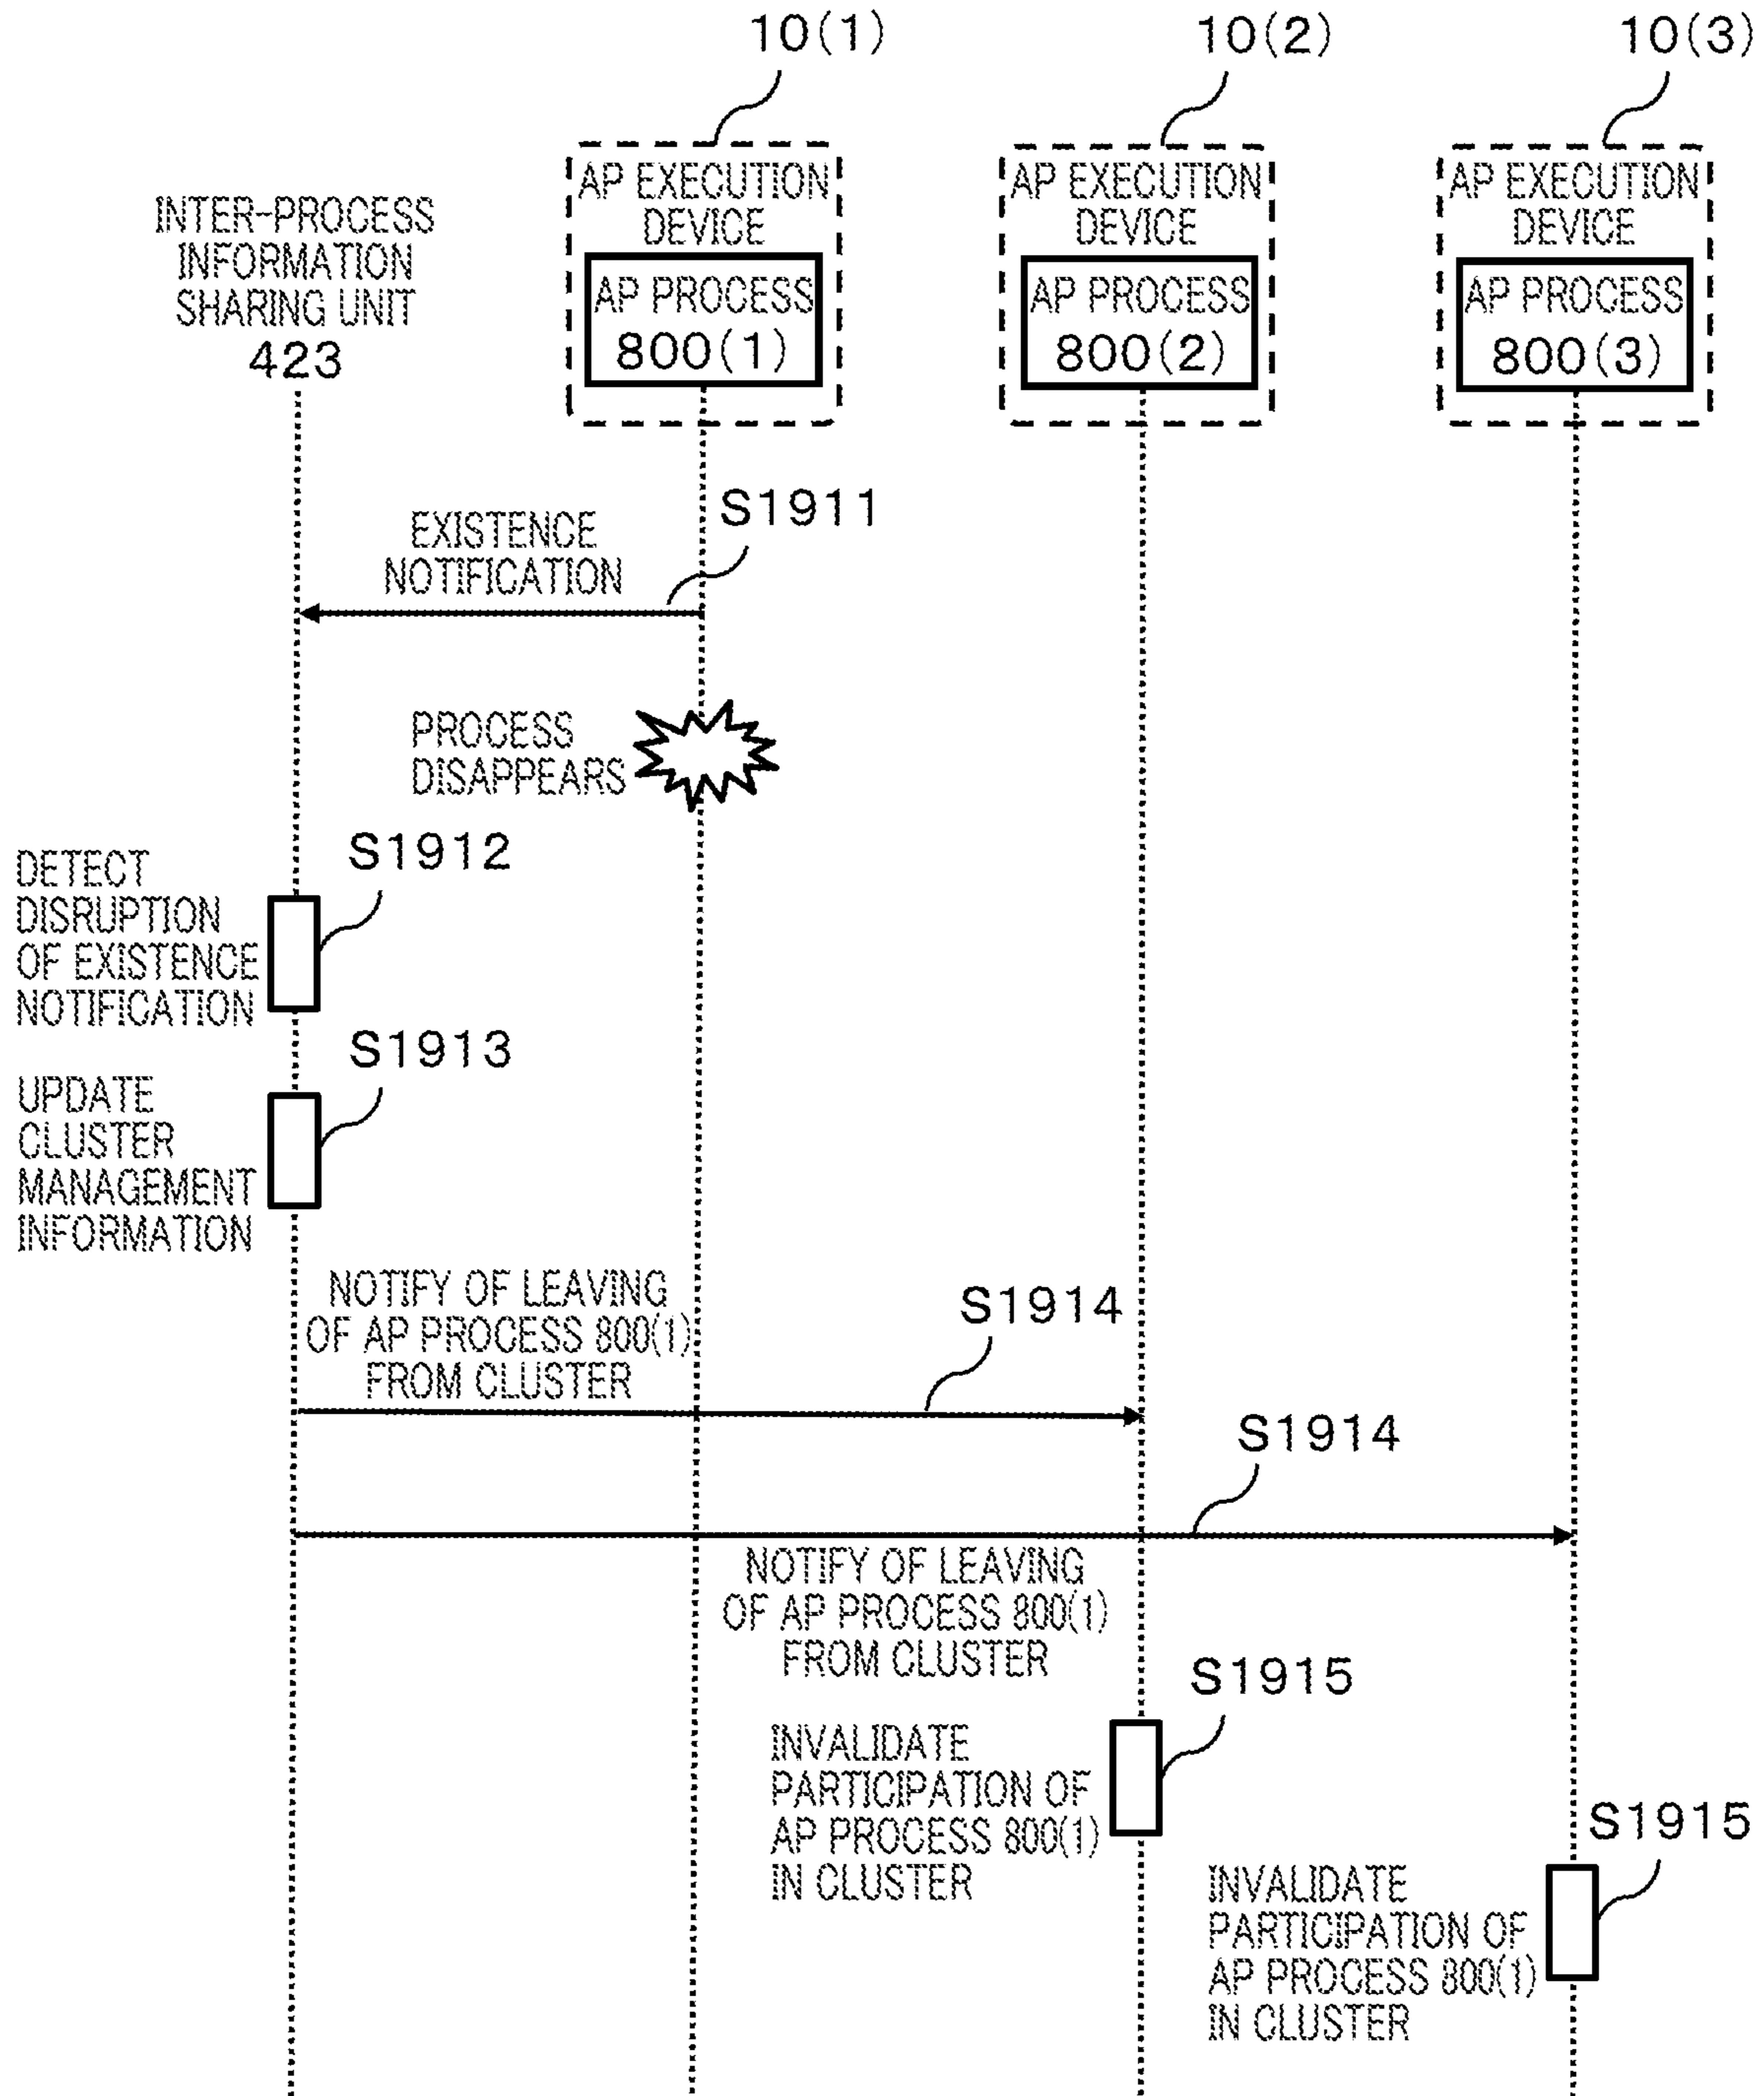 10(1)
10(2)
10(3)
INTER-PROCESS
INFORMATION
SHARING UNIT
423
AP EXECUTION
DEVICE
AP PROCESS
800(1)
AP EXECUTION
DEVICE
AP PROCESS
800(2)
AP EXECUTION
DEVICE
AP PROCESS
800(3)
S1911
EXISTENCE
NOTIFICATION
PROCESS
DISAPPEARS
S1912
DETECT
DISRUPTION
OF EXISTENCE
NOTIFICATION
S1913
UPDATE
CLUSTER
MANAGEMENT
INFORMATION
NOTIFY OF LEAVING
OF AP PROCESS 800(1)
FROM CLUSTER
S1914
S1914
NOTIFY OF LEAVING
OF AP PROCESS 800(1)
FROM CLUSTER
S1915
INVALIDATE
PARTICIPATION OF
AP PROCESS 800(1)
IN CLUSTER
S1915
INVALIDATE
PARTICIPATION OF
AP PROCESS 800(1)
IN CLUSTER